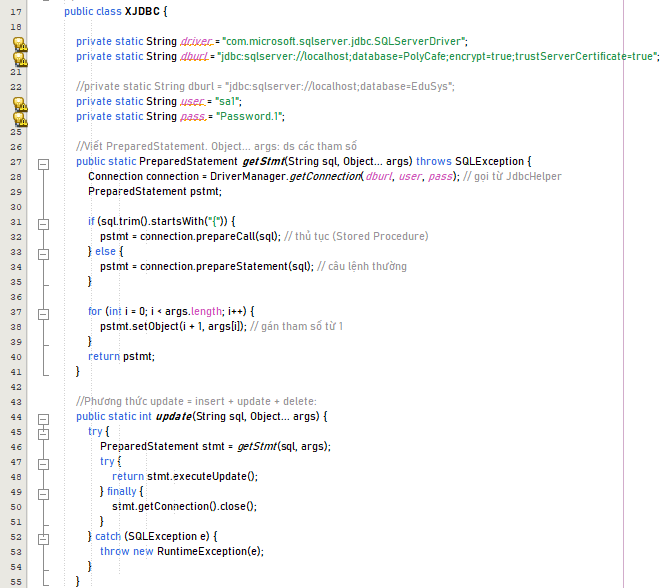 17 public class XJDBC {
18
19 private static String driver = "com.microsoft.sqlserver.jdbc.SQLServerDriver";
20 private static String dburl = "jdbc:sqlserver://localhost;database=PolyCafe;encrypt=true;trustServerCertificate=true";
21
22 //private static String dburl = "jdbc:sqlserver://localhost;database=EduSys";
private static String user = "sa1";
private static String pass = "Password.1";
25
26 //Viết PreparedStatement. Object... args: ds các tham số
27 public static PreparedStatement getStmt(String sql, Object... args) throws SQLException {
28 Connection connection = DriverManager.getConnection(dburl, user, pass); // gọi từ JdbcHelper
29 PreparedStatement pstmt;
30
31 if (sql.trim().startsWith("{")) {
32 pstmt = connection.prepareCall(sql); // thủ tục (Stored Procedure)
33 } else {
34 pstmt = connection.prepareStatement(sql); // câu lệnh thường
35 }
36
37 for (int i = 0; i < args.length; i++) {
38 pstmt.setObject(i + 1, args[i]); // gán tham số từ 1
39 }
40 return pstmt;
41 }
42
43 //Phương thức update = insert + update + delete:
44 public static int update(String sql, Object... args) {
45 try {
46 PreparedStatement stmt = getStmt(sql, args);
47 try {
48 return stmt.executeUpdate();
49 } finally {
50 stmt.getConnection().close();
51 }
52 } catch (SQLException e) {
53 throw new RuntimeException(e);
54 }
55 }